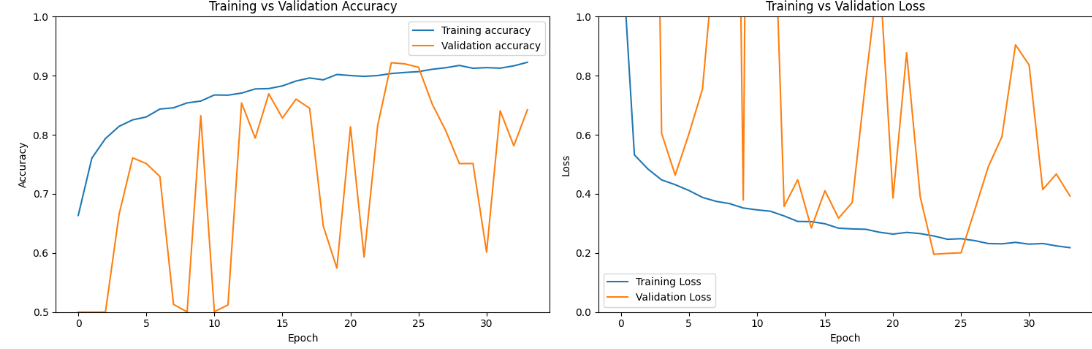 Training vs Validation Accuracy
1.0
0.9
0.8
0.7
0.6
0.5
Accuracy
Training accuracy
Validation accuracy
0 5 10 15 20 25 30
Epoch
Training vs Validation Loss
1.0
0.8
0.6
0.4
0.2
0.0
Loss
Training Loss
Validation Loss
0 5 10 15 20 25 30
Epoch